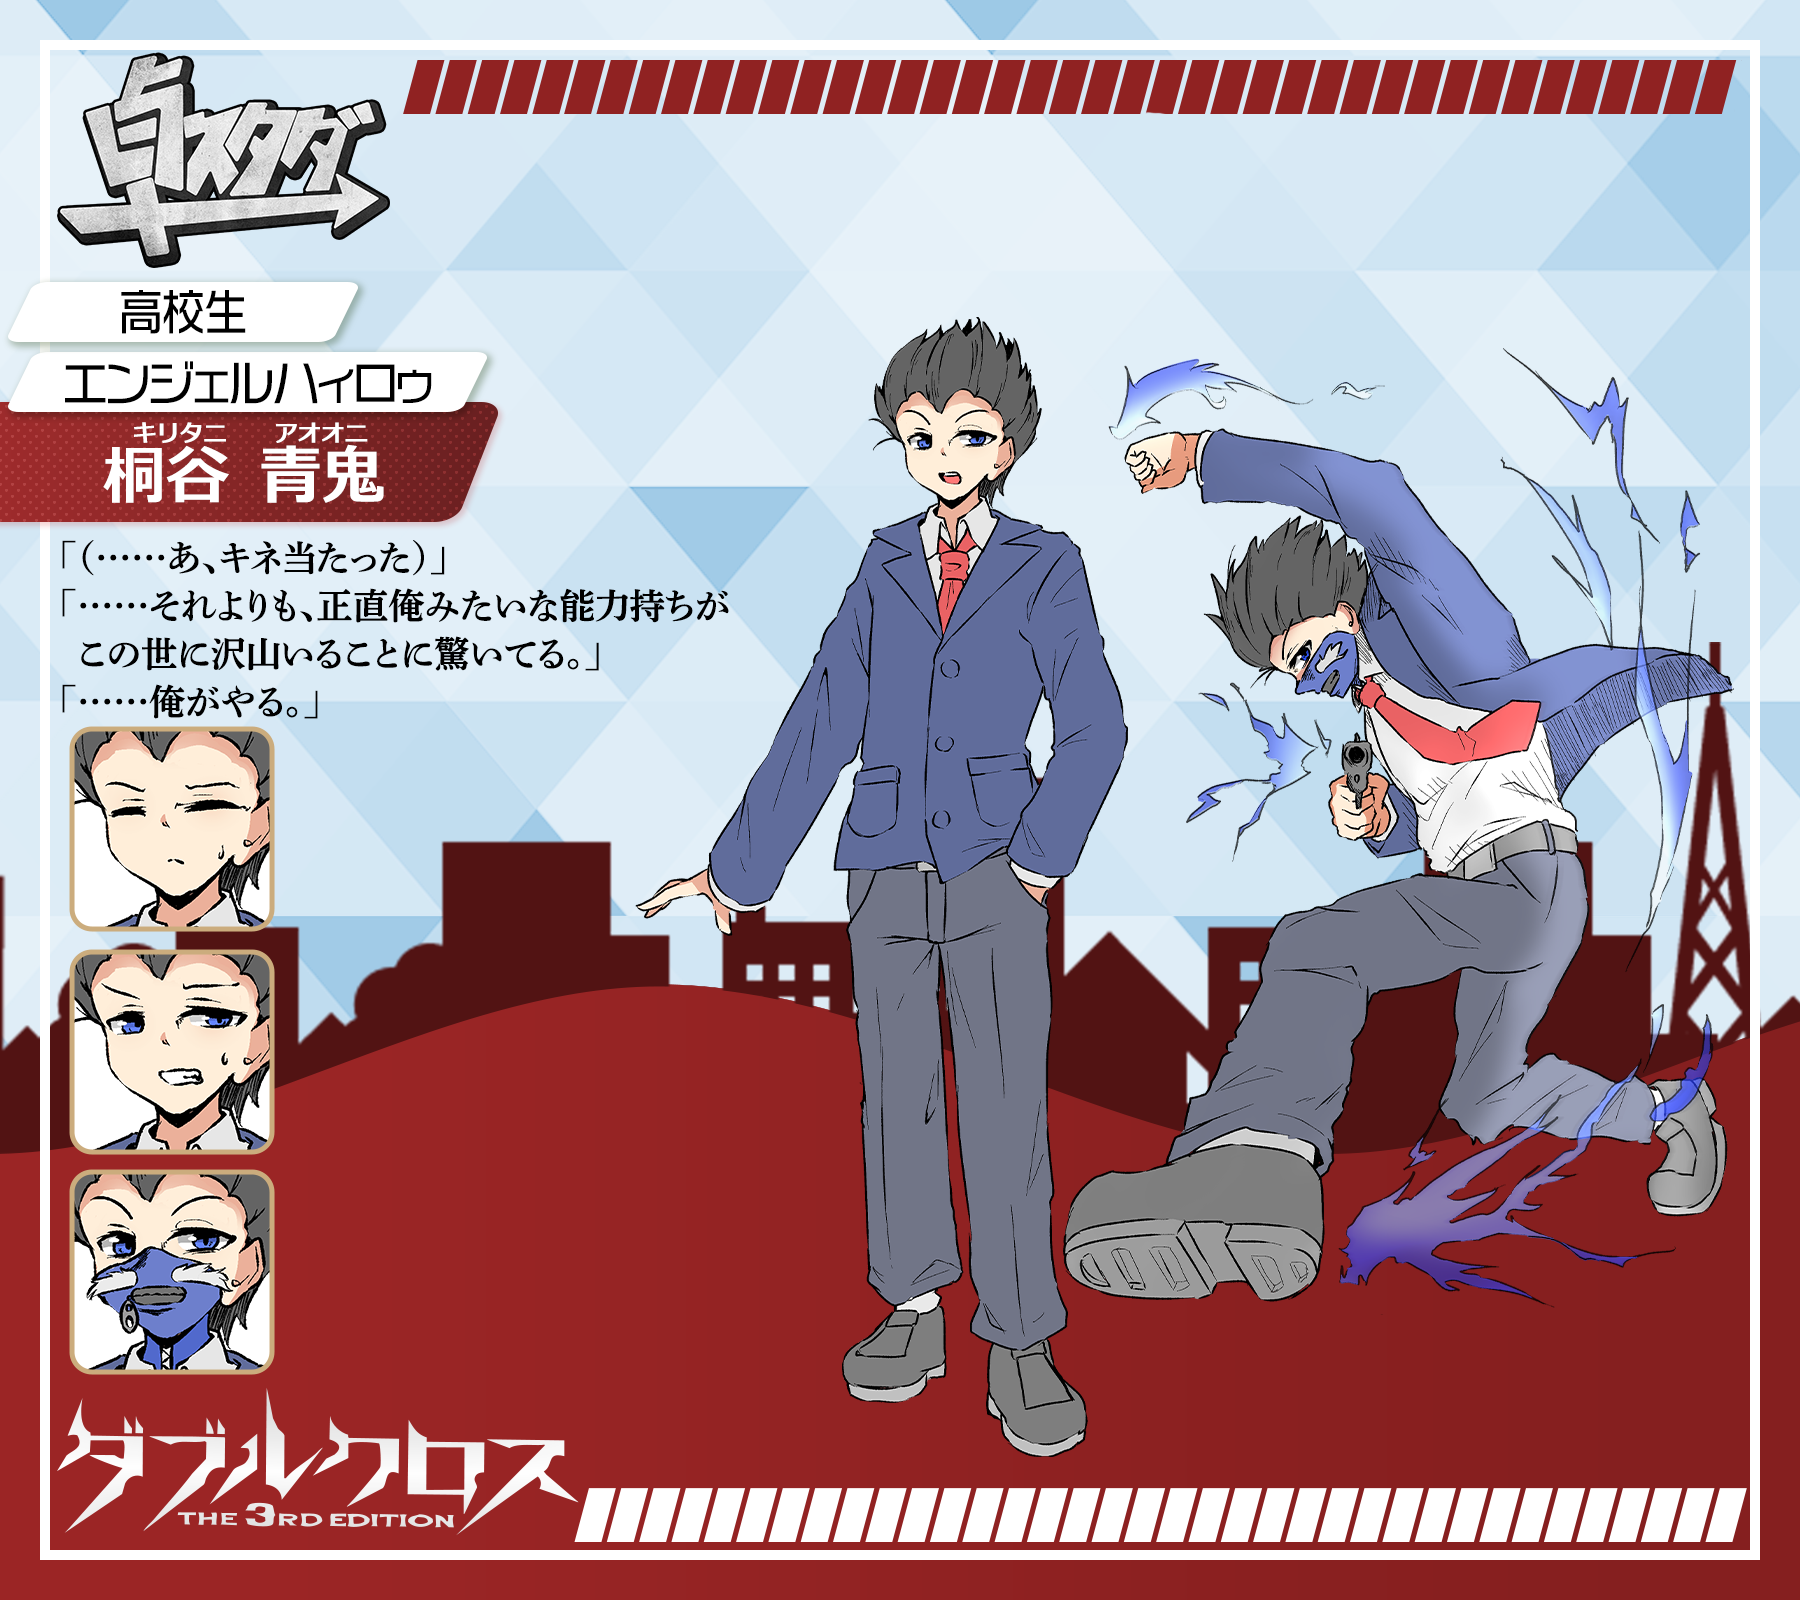 卓スタダ
高校生
エンジェルハィロゥ
キリタニ アオオニ
桐谷 青鬼
「（……あ、キネ当たった）」
「……それよりも、正直俺みたいな能力持ちが
この世に沢山いることに驚いてる。」
「……俺がやる。」
ダブルクロス
THE 3RD EDITION